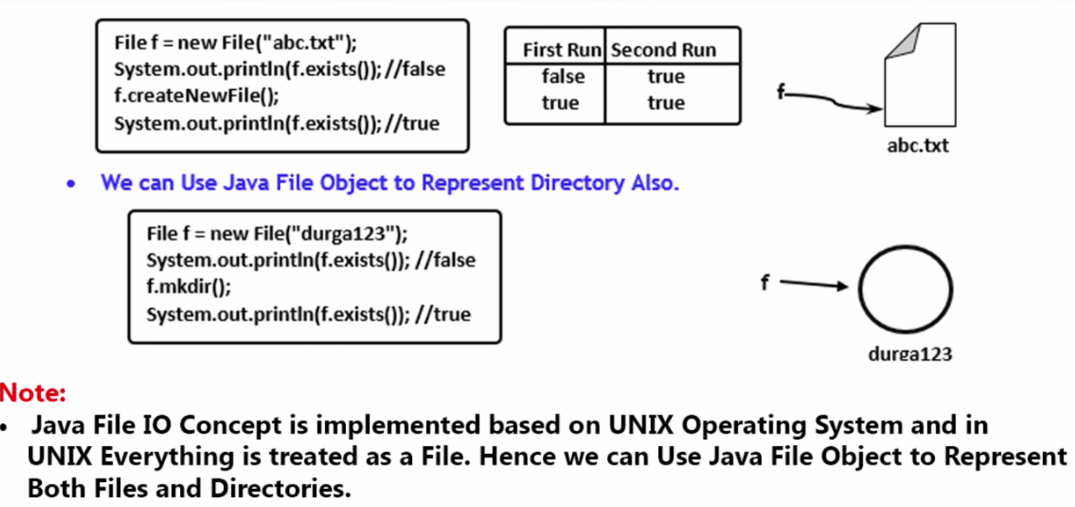 File f = new File("abc.txt");
System.out.println(f.exists()); //false
f.createNewFile();
System.out.println(f.exists()); //true
First Run Second Run
false true
true true
f
abc.txt
• We can Use Java File Object to Represent Directory Also.
File f = new File("durga123");
System.out.println(f.exists()); //false
f.mkdir();
System.out.println(f.exists()); //true
f
durga123
Note:
• Java File IO Concept is implemented based on UNIX Operating System and in
UNIX Everything is treated as a File. Hence we can Use Java File Object to Represent
Both Files and Directories.